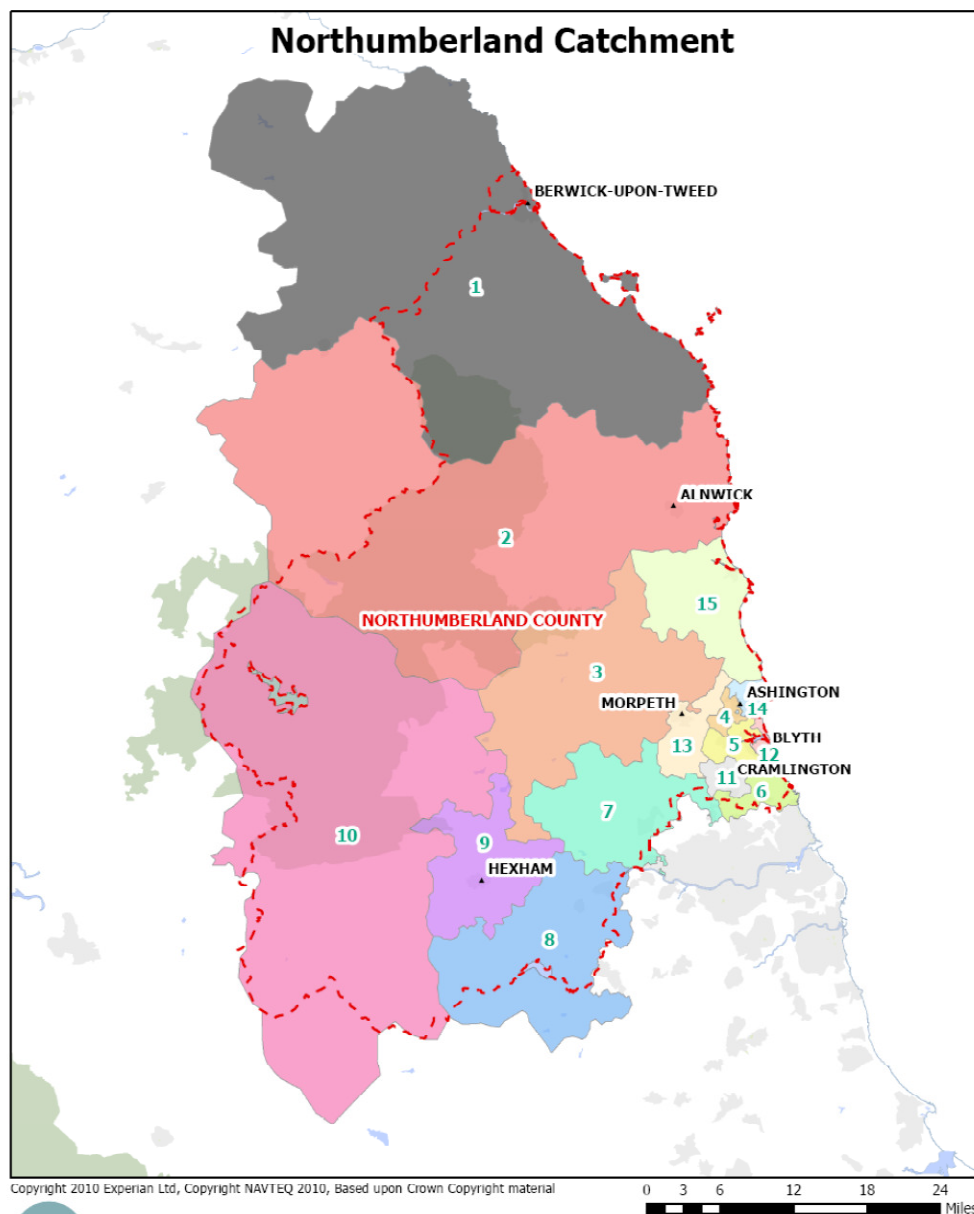 Northumberland Catchment
BERWICK-UPON-TWEED
1
ALNWICK
2
15
NORTHUMBERLAND COUNTY
3
ASHINGTON
MORPETH
14
4
BLYTH
5
13
12
CRAMLINGTON
11
6
7
10
9
HEXHAM
8
Copyright 2010 Experian Ltd, Copyright NAVTEQ 2010, Based upon Crown Copyright material
0 3 6 12 18 24
Miles